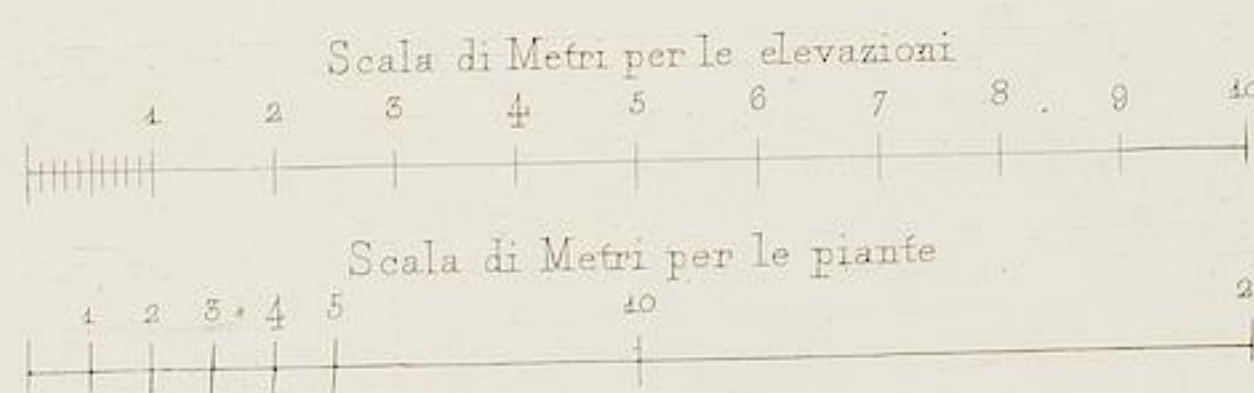 Scala di Metri per le elevazioni
1 2 3 4 5 6 7 8 9 10
Scala di Metri per le piante
1 2 3 4 5 10